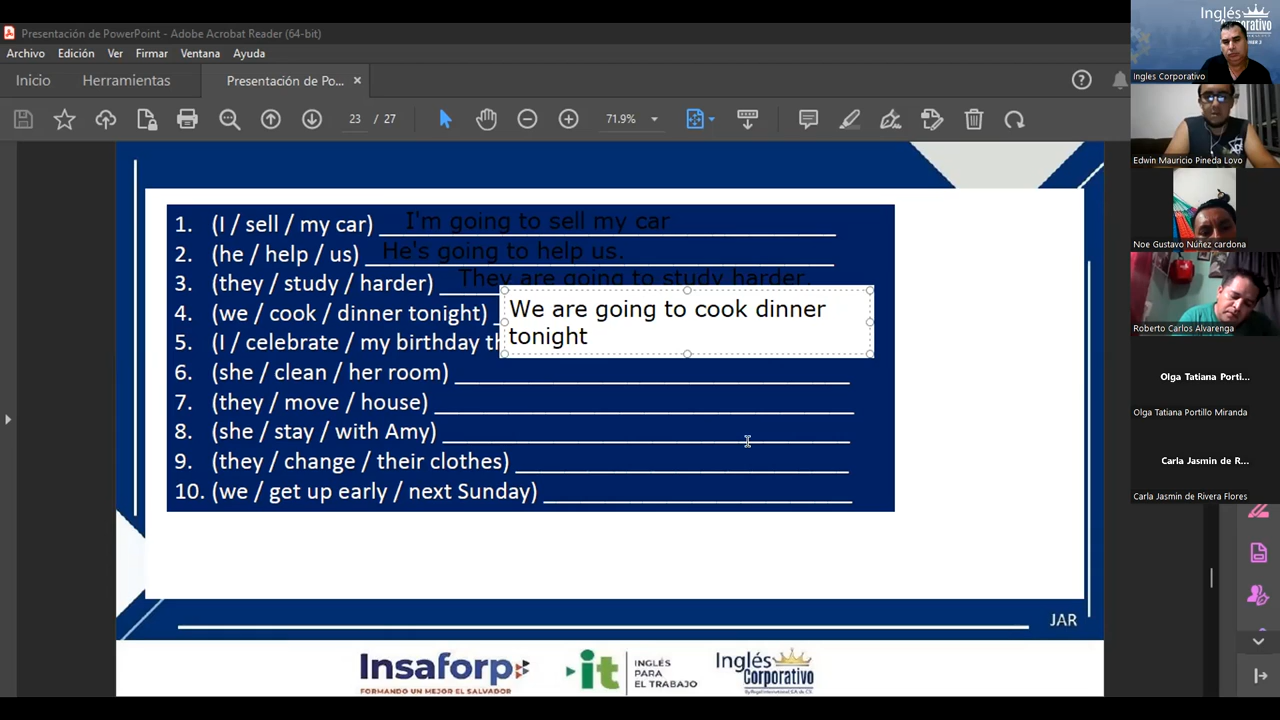 Presentación de PowerPoint - Adobe Acrobat Reader (64-bit)
Archivo Edición Ver Firmar Ventana Ayuda
Inicio Herramientas Presentación de Po... ×
23 / 27 71.9%
1. (I / sell / my car) I'm going to sell my car
2. (he / help / us) He's going to help us.
3. (they / study / harder) They are going to study harder.
4. (we / cook / dinner tonight) We are going to cook dinner
tonight
5. (I / celebrate / my birthday th
6. (she / clean / her room)
7. (they / move / house)
8. (she / stay / with Amy)
9. (they / change / their clothes)
10. (we / get up early / next Sunday)
JAR
Insaforp
FORMANDO UN MEJOR EL SALVADOR
it
INGLÉS
PARA
EL TRABAJO
Inglés
Corporativo
Inglés
Corporativo
Ingles Corporativo
Edwin Mauricio Pineda Lovo
Noe Gustavo Núñez cardona
Roberto Carlos Alvarenga
Olga Tatiana Porti...
Olga Tatiana Portillo Miranda
Carla Jasmin de R...
Carla Jasmin de Rivera Flores